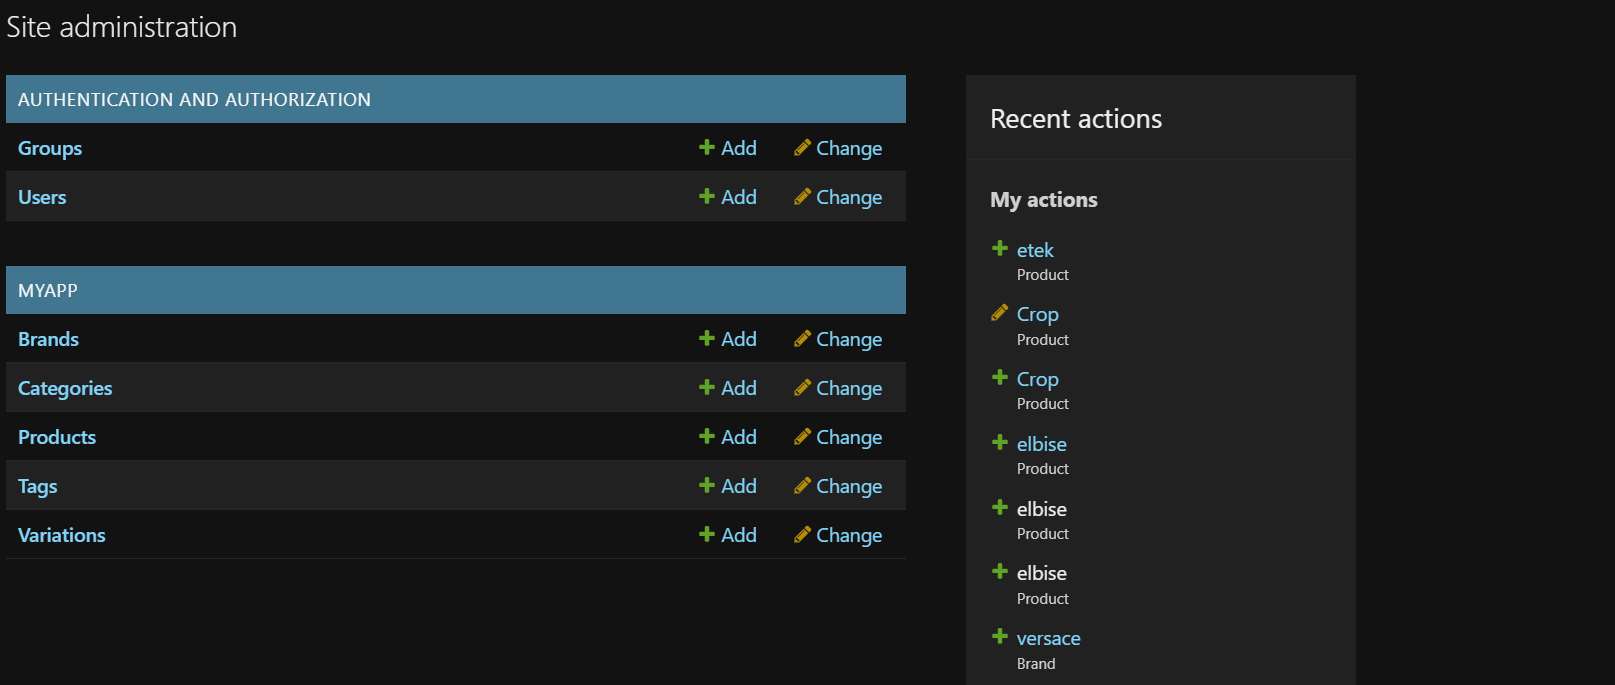 Site administration
AUTHENTICATION AND AUTHORIZATION
Groups Add Change
Users Add Change
MYAPP
Brands Add Change
Categories Add Change
Products Add Change
Tags Add Change
Variations Add Change
Recent actions
My actions
etek
Product
Crop
Product
Crop
Product
elbise
Product
elbise
Product
elbise
Product
versace
Brand